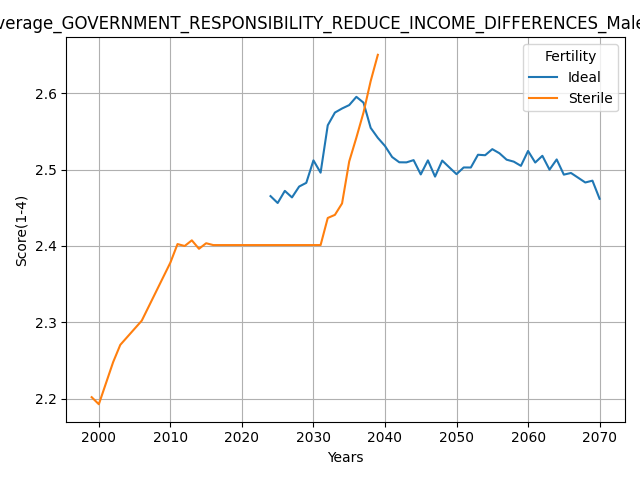 verage_GOVERNMENT_RESPONSIBILITY_REDUCE_INCOME_DIFFERENCES_Male
Fertility
Ideal
Sterile
Score(1-4)
2.6
2.5
2.4
2.3
2.2
2000 2010 2020 2030 2040 2050 2060 2070
Years